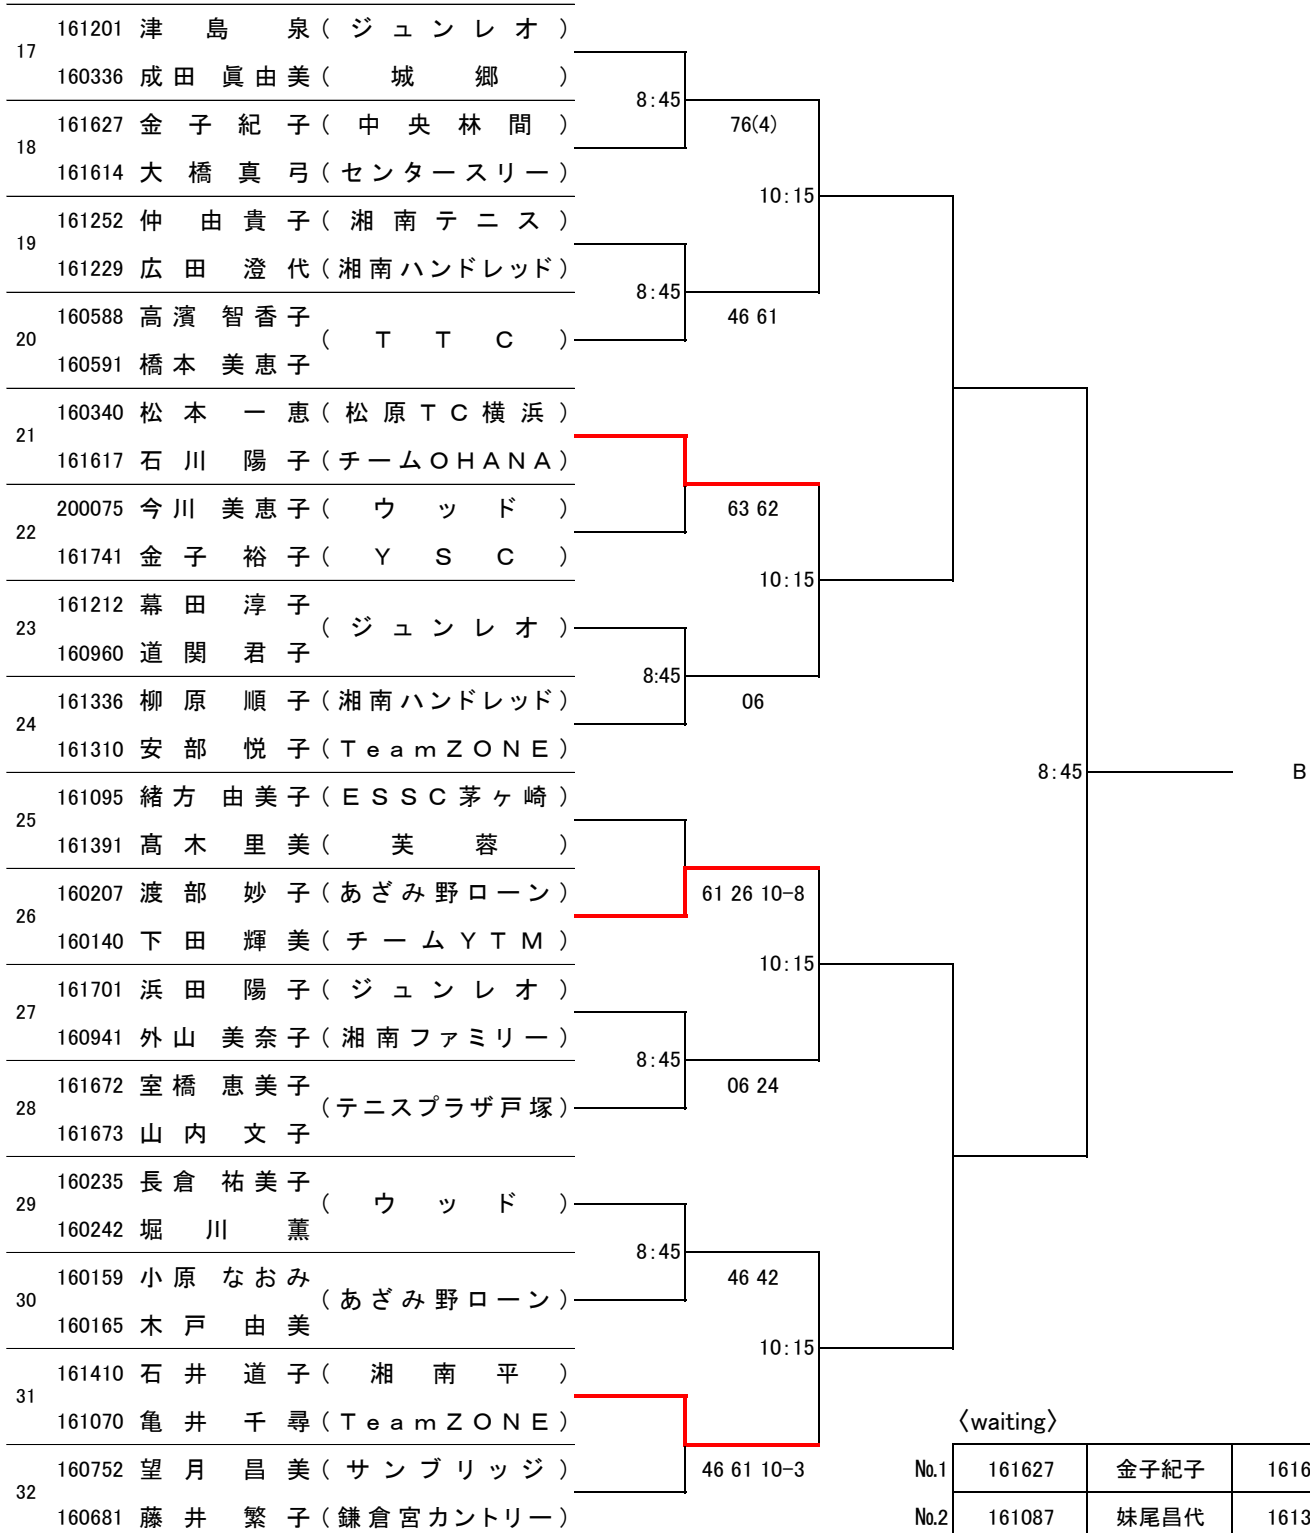 161201 津島 泉 (ジュンレオ)
17
160336 成田 眞由美 (城郷)
8:45
161627 金子紀子 (中央林間)
76(4)
18
161614 大橋真弓 (センタースリー)
10:15
161252 仲 由貴子 (湘南テニス)
19
161229 広田 澄代 (湘南ハンドレッド)
8:45
160588 高濱 智香子
46 61
20 (TTC)
160591 橋本 美恵子
160340 松本 一恵 (松原TC横浜)
21
161617 石川 陽子 (チームOHANA)
200075 今川 美恵子 (ウッド)
63 62
22
161741 金子 裕子 (YSC)
10:15
161212 幕田 淳子
23 (ジュンレオ)
160960 道関 君子
8:45
161336 柳原 順子 (湘南ハンドレッド)
06
24
161310 安部 悦子 (TeamZONE)
8:45 B
161095 緒方 由美子 (ESSC茅ヶ崎)
25
161391 髙木 里美 (芙蓉)
160207 渡部 妙子 (あざみ野ローン)
61 26 10-8
26
160140 下田 輝美 (チームYTM)
10:15
161701 浜田 陽子 (ジュンレオ)
27
160941 外山 美奈子 (湘南ファミリー)
8:45
161672 室橋 恵美子
06 24
28 (テニスプラザ戸塚)
161673 山内 文子
160235 長倉 祐美子
29 (ウッド)
160242 堀川 薫
8:45
160159 小原 なおみ
46 42
30 (あざみ野ローン)
160165 木戸 由美
10:15
161410 石井 道子 (湘南平)
31
161070 亀井 千尋 (TeamZONE)
〈waiting〉
160752 望月 昌美 (サンブリッジ)
46 61 10-3
№1 161627 金子紀子 1616
32
160681 藤井 繁子 (鎌倉宮カントリー)
№2 161087 妹尾昌代 1613